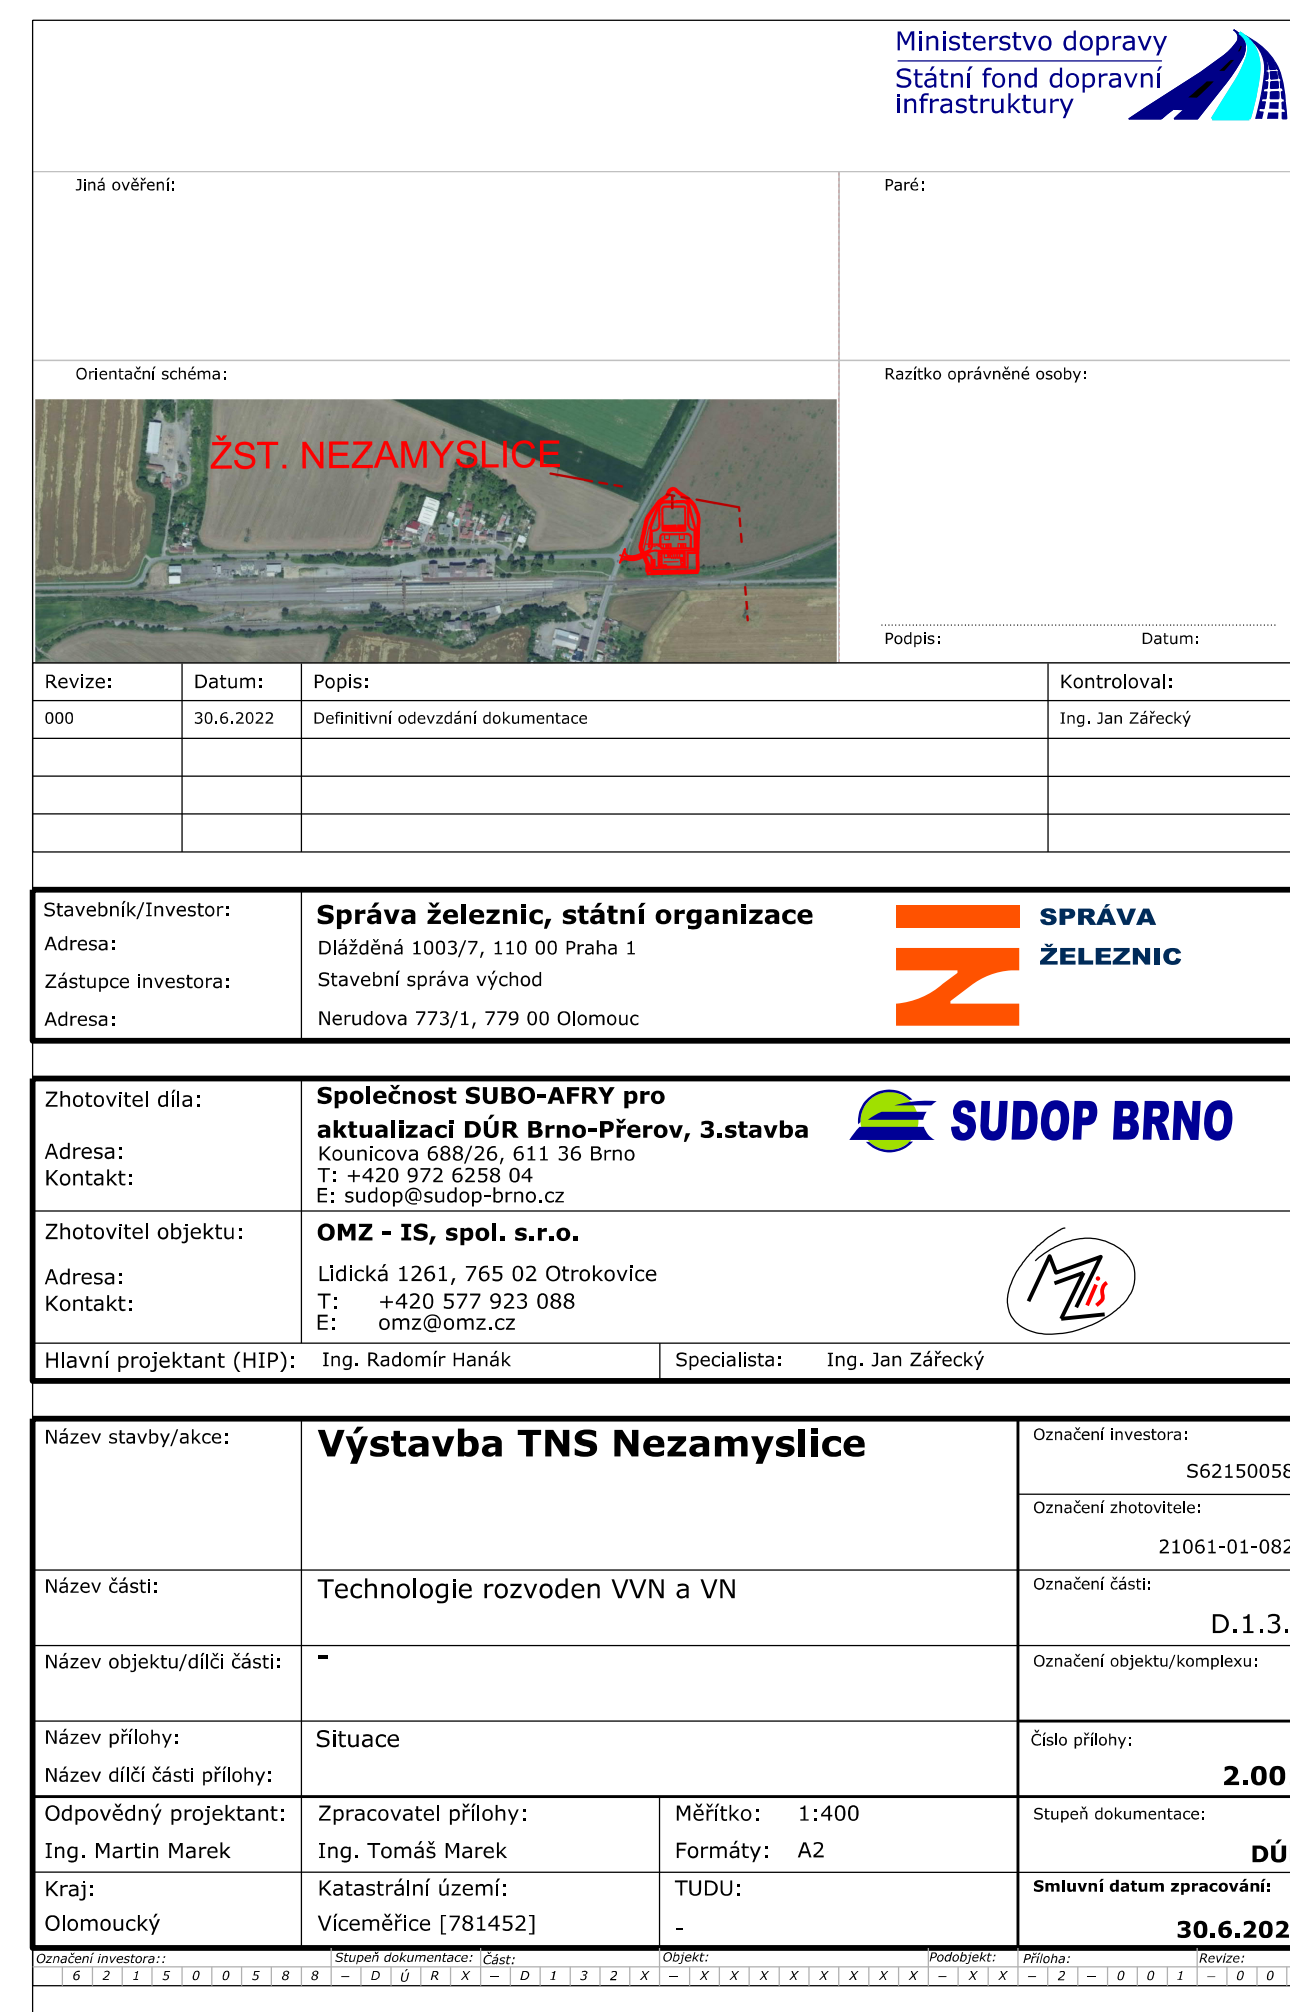 Ministerstvo dopravy
Státní fond dopravní
infrastruktury
Jiná ověření:
Paré:
Orientační schéma:
Razítko oprávněné osoby:
ŽST. NEZAMYSLICE
Podpis: Datum:
Revize: Datum: Popis: Kontroloval:
000 30.6.2022 Definitivní odevzdání dokumentace Ing. Jan Zářecký
Stavebník/Investor: Správa železnic, státní organizace
Adresa: Dlážděná 1003/7, 110 00 Praha 1
Zástupce investora: Stavební správa východ
Adresa: Nerudova 773/1, 779 00 Olomouc
SPRÁVA
ŽELEZNIC
Zhotovitel díla: Společnost SUBO-AFRY pro
aktualizaci DÚR Brno-Přerov, 3.stavba
Adresa: Kounicova 688/26, 611 36 Brno
Kontakt: T: +420 972 6258 04
E: sudop@sudop-brno.cz
SUDOP BRNO
Zhotovitel objektu: OMZ - IS, spol. s.r.o.
Adresa: Lidická 1261, 765 02 Otrokovice
Kontakt: T: +420 577 923 088
E: omz@omz.cz
MZis
Hlavní projektant (HIP): Ing. Radomír Hanák Specialista: Ing. Jan Zářecký
Název stavby/akce: Výstavba TNS Nezamyslice
Označení investora:
S62150058
Označení zhotovitele:
21061-01-082
Název části: Technologie rozvoden VVN a VN
Označení části:
D.1.3.
Název objektu/dílči části: -
Označení objektu/komplexu:
Název přílohy: Situace
Číslo přílohy:
Název dílčí části přílohy:
2.00
Odpovědný projektant: Zpracovatel přílohy: Měřítko: 1:400 Stupeň dokumentace:
Ing. Martin Marek Ing. Tomáš Marek Formáty: A2 DÚ
Kraj: Katastrální území: TUDU: Smluvní datum zpracování:
Olomoucký Víceměřice [781452] - 30.6.202
Označení investora:: Stupeň dokumentace: Část: Objekt: Podobjekt: Příloha: Revize:
6 2 1 5 0 0 5 8 8 – D Ú R X – D 1 3 2 X – X X X X X X X X – X X – 2 – 0 0 1 – 0 0